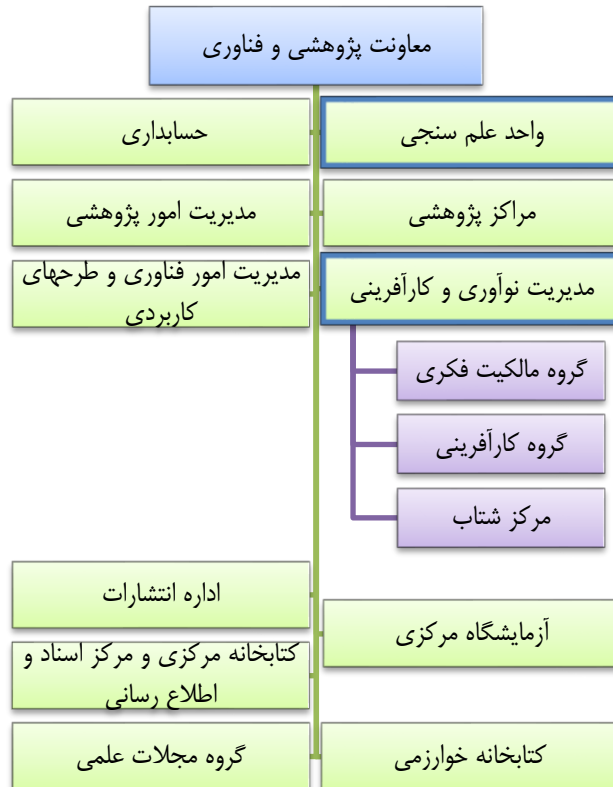 معاونت پژوهشی و فناوری
واحد علم سنجی
حسابداری
مراکز پژوهشی
مدیریت امور پژوهشی
مدیریت نوآوری و کارآفرینی
مدیریت امور فناوری و طرحهای
کاربردی
گروه مالکیت فکری
گروه کارآفرینی
مرکز شتاب
اداره انتشارات
آزمایشگاه مرکزی
کتابخانه مرکزی و مرکز اسناد و
اطلاع رسانی
کتابخانه خوارزمی
گروه مجلات علمی